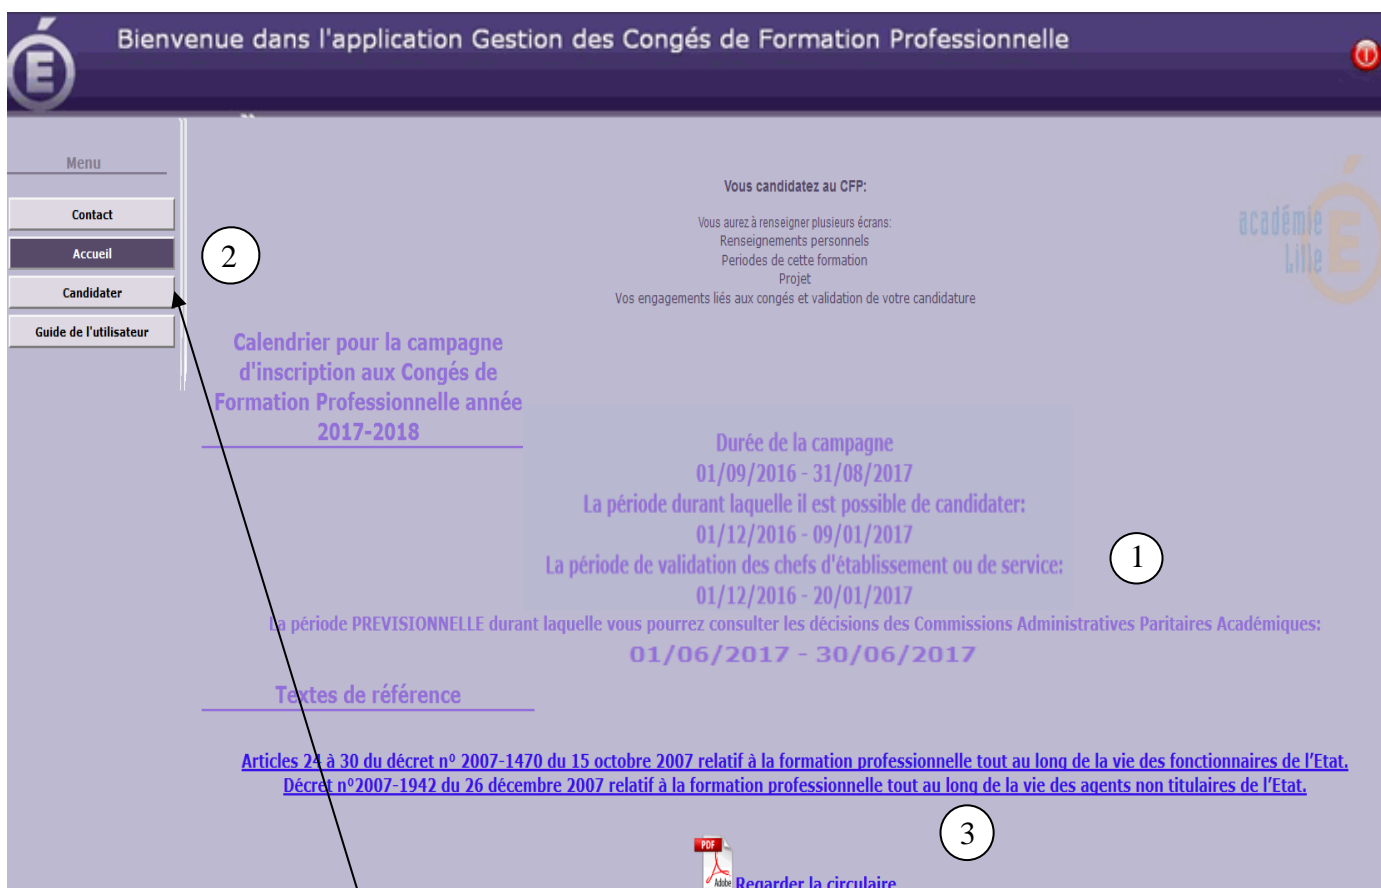 Bienvenue dans l'application Gestion des Congés de Formation Professionnelle
Menu
Contact
Accueil
Candidater
Guide de l'utilisateur
2
Vous candidatez au CFP:
Vous aurez à renseigner plusieurs écrans:
Renseignements personnels
Periodes de cette formation
Projet
Vos engagements liés aux congés et validation de votre candidature
académie
Lille
Calendrier pour la campagne
d'inscription aux Congés de
Formation Professionnelle année
2017-2018
Durée de la campagne
01/09/2016 - 31/08/2017
La période durant laquelle il est possible de candidater:
01/12/2016 - 09/01/2017
La période de validation des chefs d'établissement ou de service:
01/12/2016 - 20/01/2017
1
La période PREVISIONNELLE durant laquelle vous pourrez consulter les décisions des Commissions Administratives Paritaires Académiques:
01/06/2017 - 30/06/2017
Textes de référence
Articles 24 à 30 du décret nº 2007-1470 du 15 octobre 2007 relatif à la formation professionnelle tout au long de la vie des fonctionnaires de l'Etat.
Décret nº2007-1942 du 26 décembre 2007 relatif à la formation professionnelle tout au long de la vie des agents non titulaires de l'Etat.
3
PDF
Adobe
Regarder la circulaire